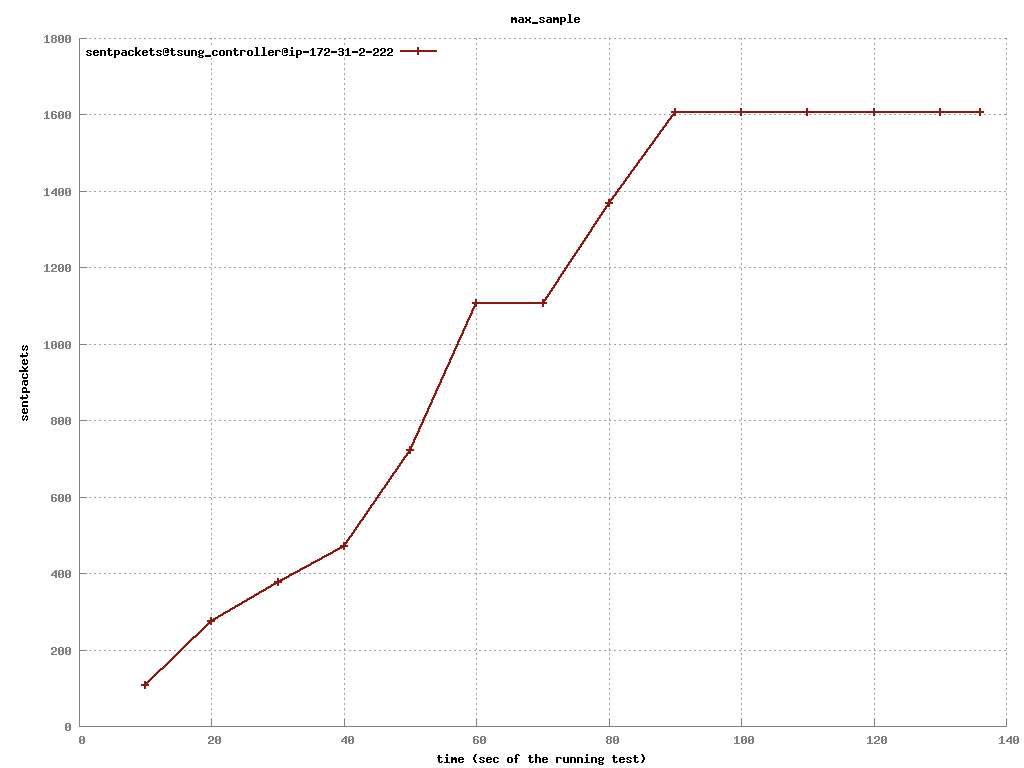 max_sample
sentpackets@tsung_controller@ip-172-31-2-222
1800
1600
1400
1200
1000
800
600
400
200
0
sentpackets
0 20 40 60 80 100 120 140
time (sec of the running test)